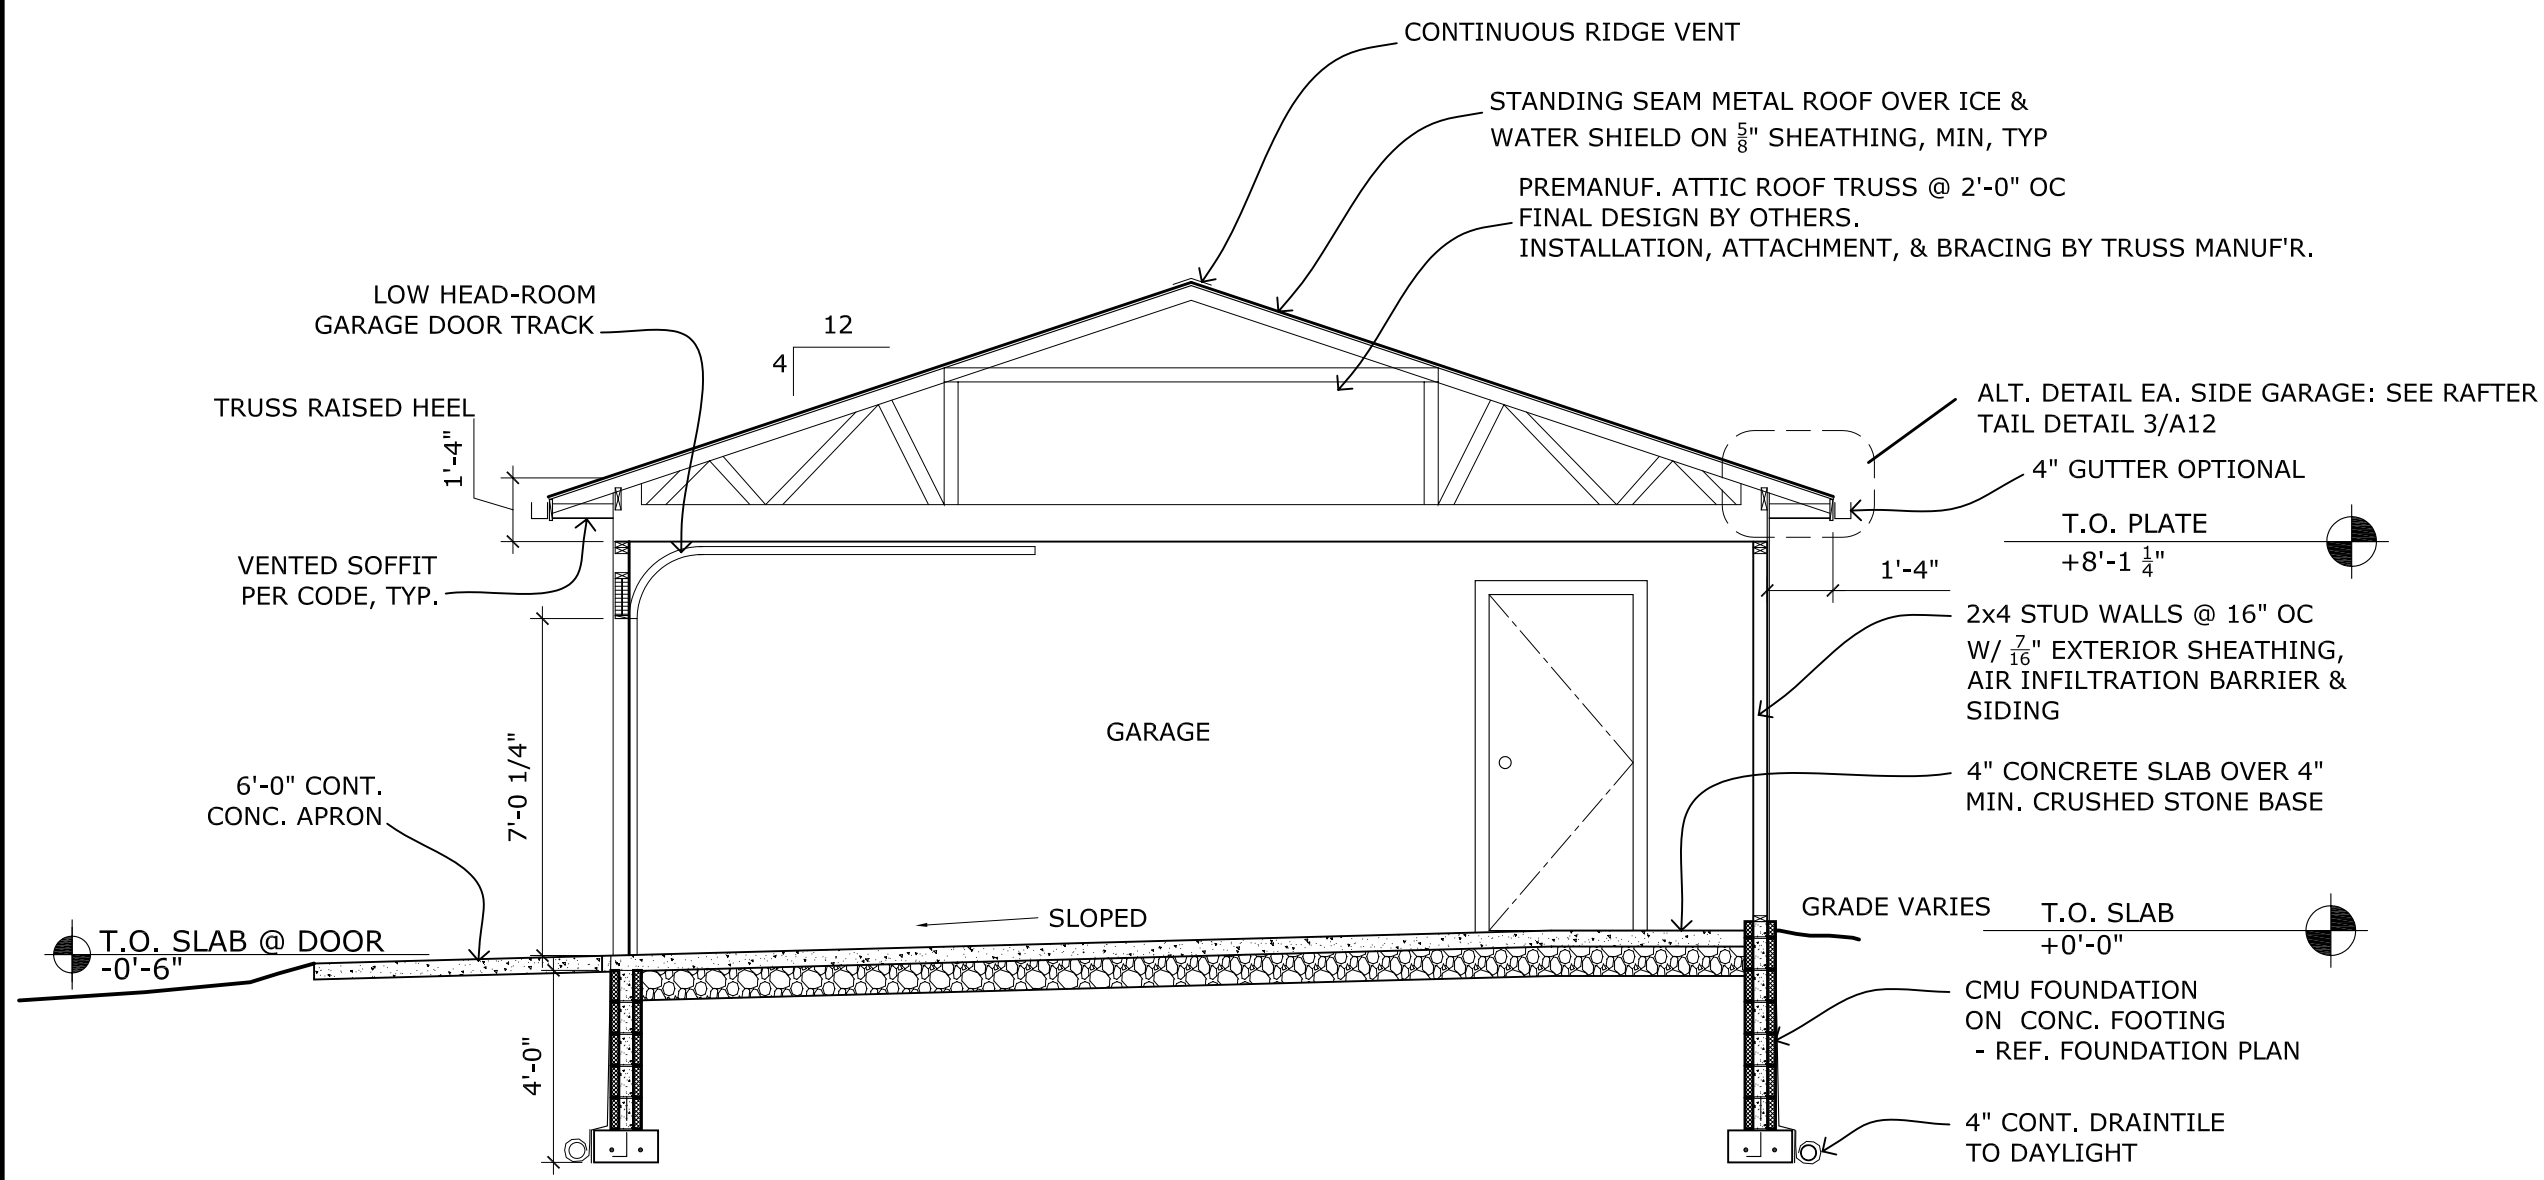 CONTINUOUS RIDGE VENT
STANDING SEAM METAL ROOF OVER ICE &
WATER SHIELD ON 5/8" SHEATHING, MIN, TYP
PREMANUF. ATTIC ROOF TRUSS @ 2'-0" OC
FINAL DESIGN BY OTHERS.
INSTALLATION, ATTACHMENT, & BRACING BY TRUSS MANUF'R.
LOW HEAD-ROOM
GARAGE DOOR TRACK
12
4
TRUSS RAISED HEEL
1'-4"
ALT. DETAIL EA. SIDE GARAGE: SEE RAFTER
TAIL DETAIL 3/A12
4" GUTTER OPTIONAL
T.O. PLATE
+8'-1 1/4"
VENTED SOFFIT
PER CODE, TYP.
1'-4"
2x4 STUD WALLS @ 16" OC
W/ 7/16" EXTERIOR SHEATHING,
AIR INFILTRATION BARRIER &
SIDING
GARAGE
7'-0 1/4"
6'-0" CONT.
CONC. APRON
4" CONCRETE SLAB OVER 4"
MIN. CRUSHED STONE BASE
SLOPED
GRADE VARIES
T.O. SLAB
+0'-0"
T.O. SLAB @ DOOR
-0'-6"
4'-0"
CMU FOUNDATION
ON CONC. FOOTING
- REF. FOUNDATION PLAN
4" CONT. DRAINTILE
TO DAYLIGHT